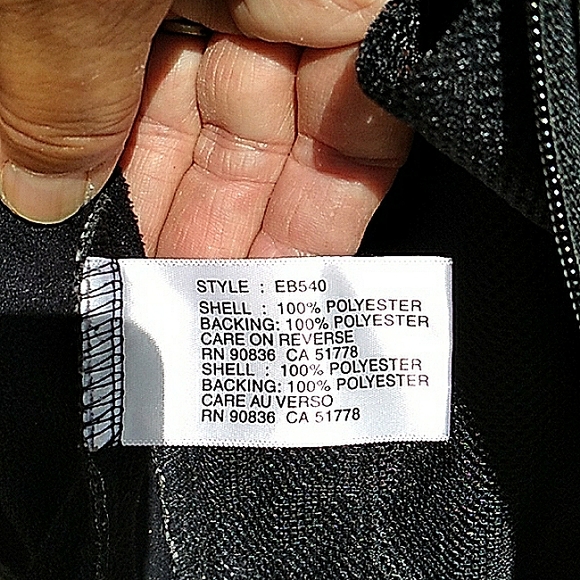 STYLE : EB540
SHELL : 100% POLYESTER
BACKING: 100% POLYESTER
CARE ON REVERSE
RN 90836 CA 51778
SHELL : 100% POLYESTER
BACKING: 100% POLYESTER
CARE AU VERSO
RN 90836 CA 51778